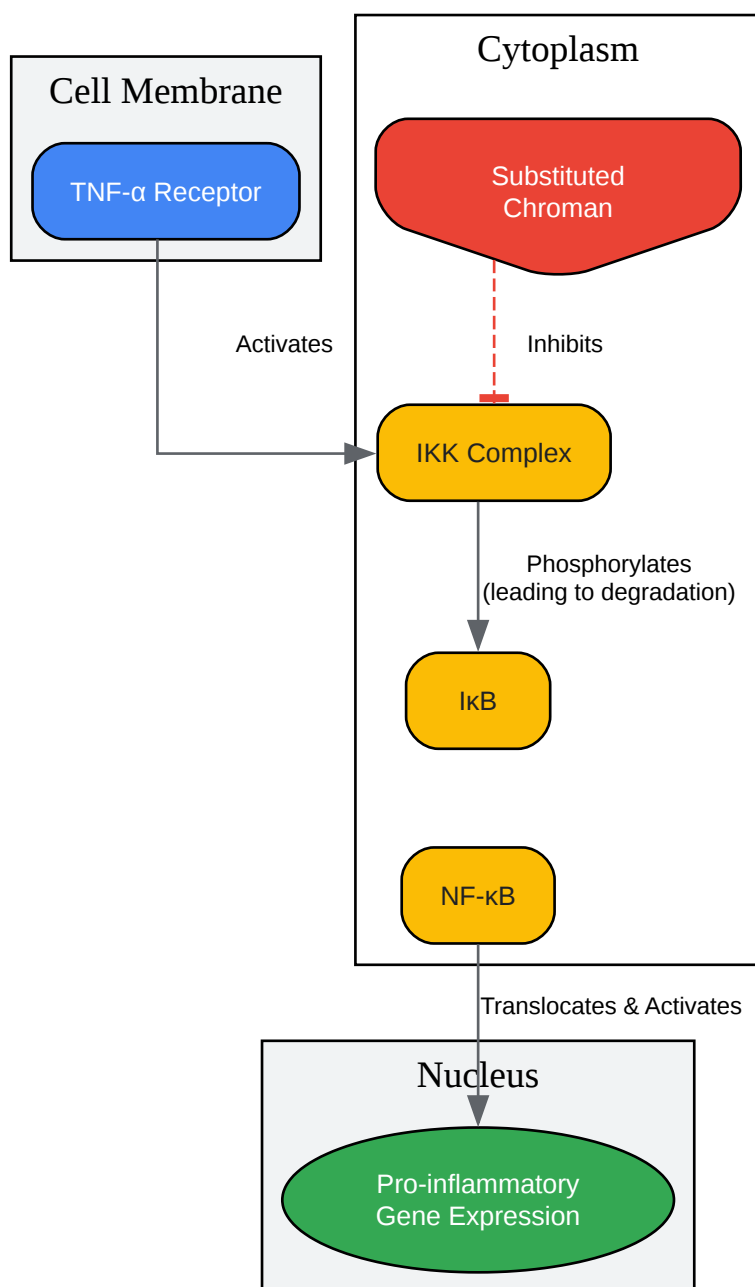 Cytoplasm
Cell Membrane
TNF-α Receptor
Substituted
Chroman
Activates
Inhibits
IKK Complex
Phosphorylates
(leading to degradation)
IκB
NF-κB
Translocates & Activates
Nucleus
Pro-inflammatory
Gene Expression